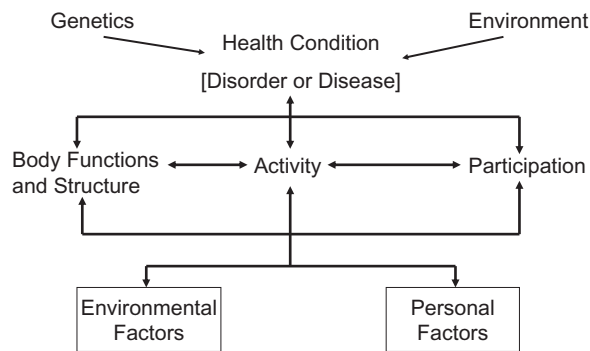 Genetics
Environment
Health Condition
[Disorder or Disease]
Body Functions
and Structure
Activity
Participation
Environmental
Factors
Personal
Factors